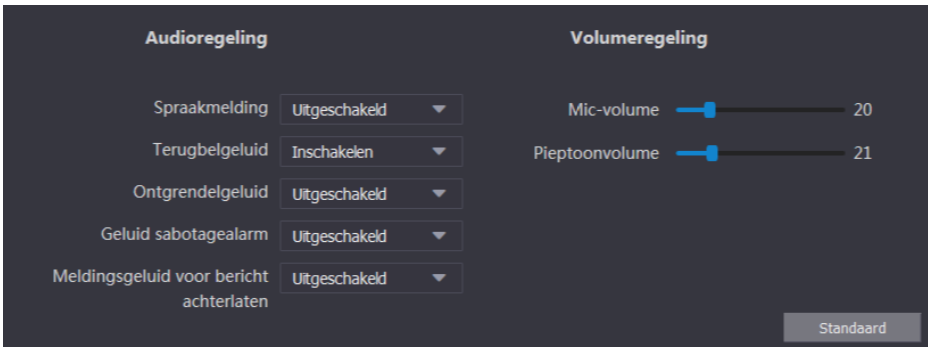 Audioregeling
Volumeregeling
Spraakmelding Uitgeschakeld
Mic-volume 20
Terugbelgeluid Inschakelen
Pieptoonvolume 21
Ontgrendelgeluid Uitgeschakeld
Geluid sabotagealarm Uitgeschakeld
Meldingsgeluid voor bericht Uitgeschakeld
achterlaten
Standaard